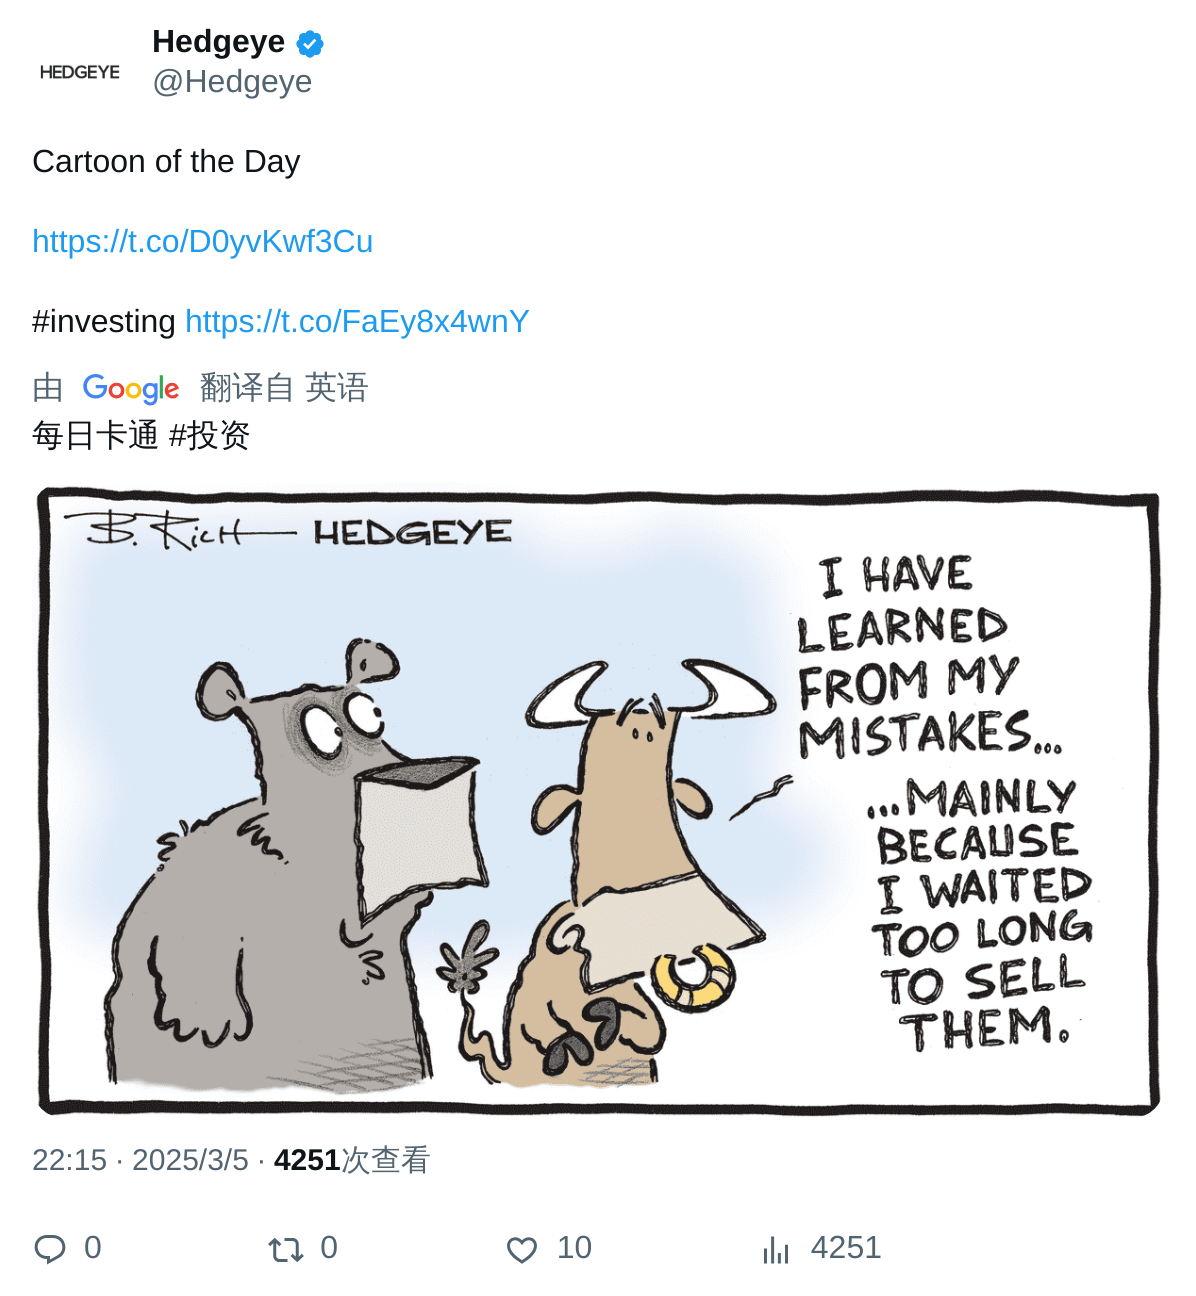 Hedgeye
HEDGEYE
@Hedgeye
Cartoon of the Day
https://t.co/D0yvKwf3Cu
#investing https://t.co/FaEy8x4wnY
由 Google 翻译自 英语
每日卡通 #投资
B. Rich HEDGEYE
I HAVE
LEARNED
FROM MY
MISTAKES...
...MAINLY
BECAUSE
I WAITED
TOO LONG
TO SELL
THEM.
22:15 · 2025/3/5 · 4251次查看
0 0 10 4251